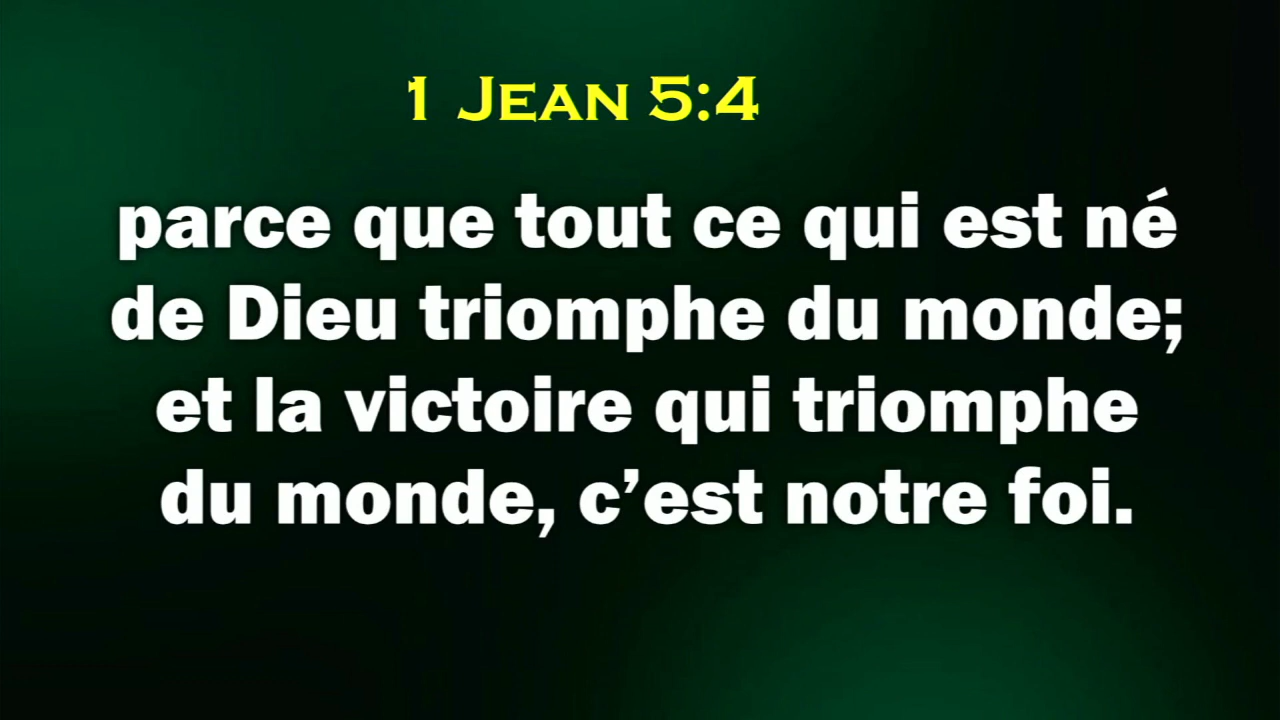 1 Jean 5:4
parce que tout ce qui est né
de Dieu triomphe du monde;
et la victoire qui triomphe
du monde, c’est notre foi.